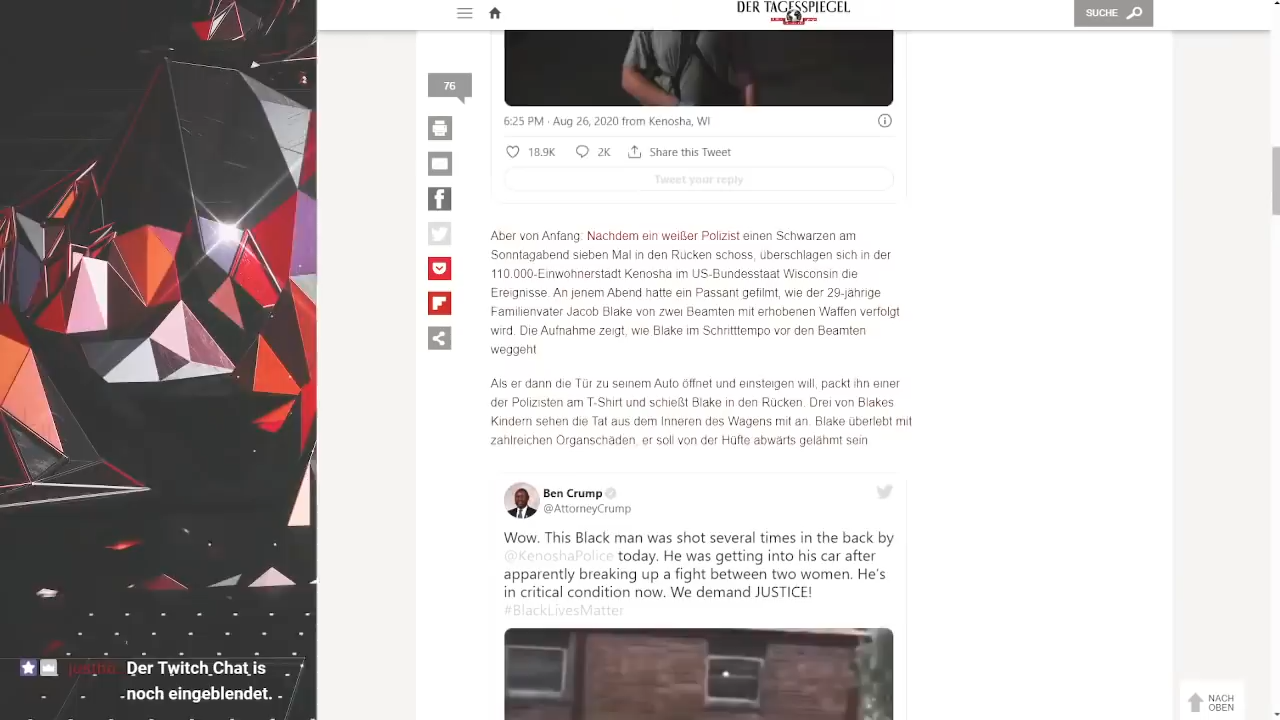 DER TAGESSPIEGEL
SUCHE
76
6:25 PM · Aug 26, 2020 from Kenosha, WI
18.9K
2K
Share this Tweet
Tweet your reply
Aber von Anfang: Nachdem ein weißer Polizist einen Schwarzen am
Sonntagabend sieben Mal in den Rücken schoss, überschlagen sich in der
110.000-Einwohnerstadt Kenosha im US-Bundesstaat Wisconsin die
Ereignisse. An jenem Abend hatte ein Passant gefilmt, wie der 29-jährige
Familienvater Jacob Blake von zwei Beamten mit erhobenen Waffen verfolgt
wird. Die Aufnahme zeigt, wie Blake im Schritttempo vor den Beamten
weggeht
Als er dann die Tür zu seinem Auto öffnet und einsteigen will, packt ihn einer
der Polizisten am T-Shirt und schießt Blake in den Rücken. Drei von Blakes
Kindern sehen die Tat aus dem Inneren des Wagens mit an. Blake überlebt mit
zahlreichen Organschäden, er soll von der Hüfte abwärts gelähmt sein
Ben Crump
@AttorneyCrump
Wow. This Black man was shot several times in the back by
@KenoshaPolice today. He was getting into his car after
apparently breaking up a fight between two women. He's
in critical condition now. We demand JUSTICE!
#BlackLivesMatter
Der Twitch Chat is
noch eingeblendet.
NACH
OBEN